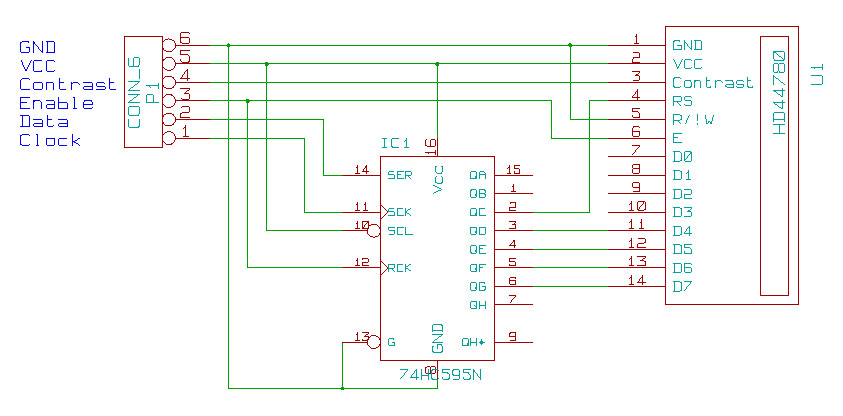 GND 6 1 GND
VCC 5 2 VCC
Contrast 4 3 Contrast
Enable 3 4 RS
Data 2 5 R/!W
Clock 1 6 E
CONN_6
P1
HD44780
U1
7 D0
8 D1
9 D2
10 D3
11 D4
12 D5
13 D6
14 D7
IC1
16
VCC
14 SER QA 15
QB 1
11 SCK QC 2
10 SCL QD 3
QE 4
12 RCK QF 5
QG 6
QH 7
13 G QH* 9
GND
8
74HC595N